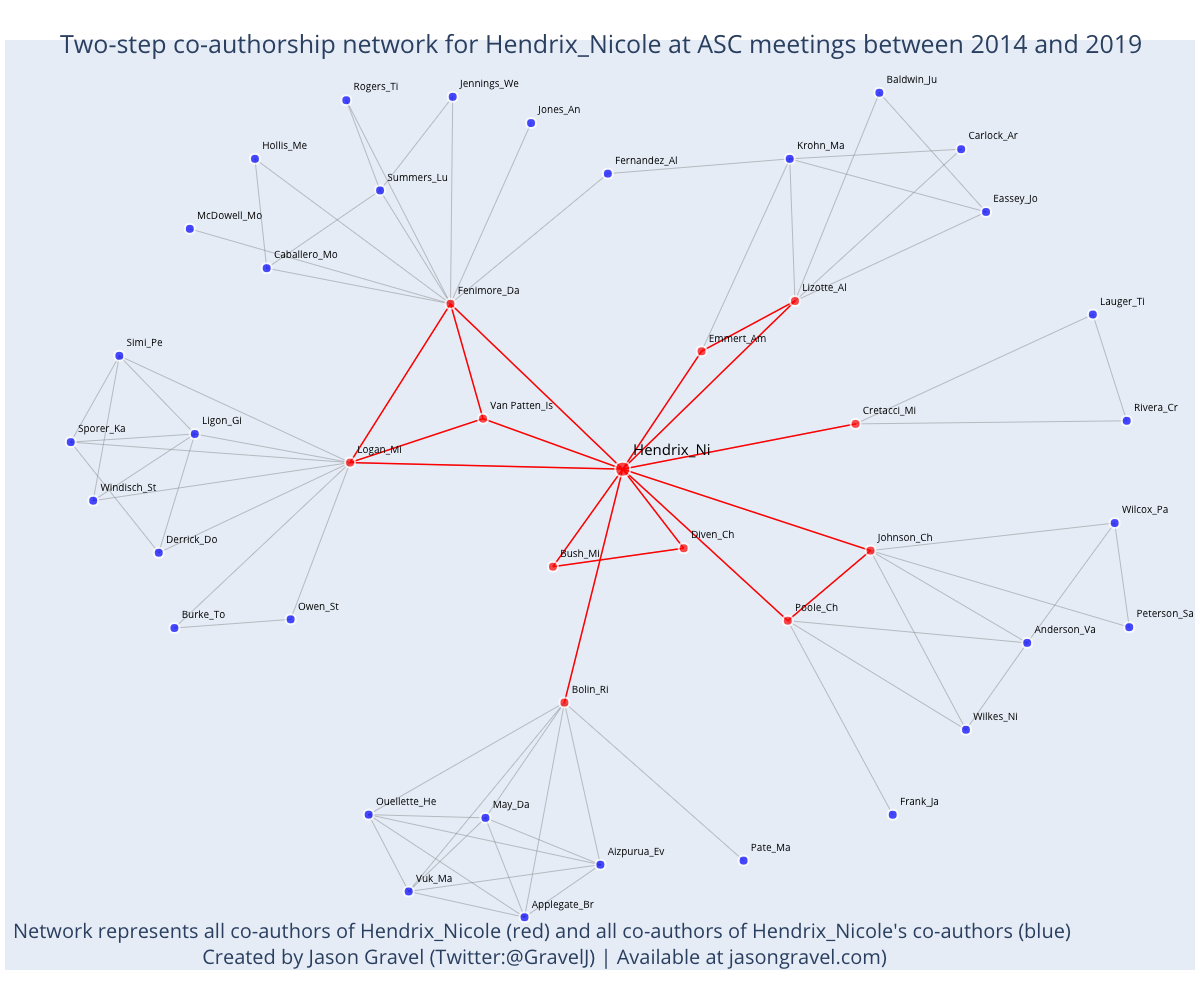 Two-step co-authorship network for Hendrix_Nicole at ASC meetings between 2014 and 2019
Baldwin_Ju
Rogers_Ti
Jennings_We
Jones_An
Carlock_Ar
Hollis_Me
Krohn_Ma
Fernandez_Al
Summers_Lu
Eassey_Jo
McDowell_Mo
Caballero_Mo
Fenimore_Da
Lizotte_Al
Lauger_Ti
Emmert_Am
Simi_Pe
Van Patten_Is
Cretacci_Mi
Rivera_Cr
Ligon_Gi
Sporer_Ka
Logan_Mi
Hendrix_Ni
Windisch_St
Wilcox_Pa
Derrick_Do
Diven_Ch
Johnson_Ch
Bush_Mi
Owen_St
Burke_To
Poole_Ch
Peterson_Sa
Anderson_Va
Bolin_Ri
Wilkes_Ni
Ouellette_He
May_Da
Frank_Ja
Aizpurua_Ev
Pate_Ma
Vuk_Ma
Applegate_Br
Network represents all co-authors of Hendrix_Nicole (red) and all co-authors of Hendrix_Nicole's co-authors (blue)
Created by Jason Gravel (Twitter:@GravelJ) | Available at jasongravel.com)